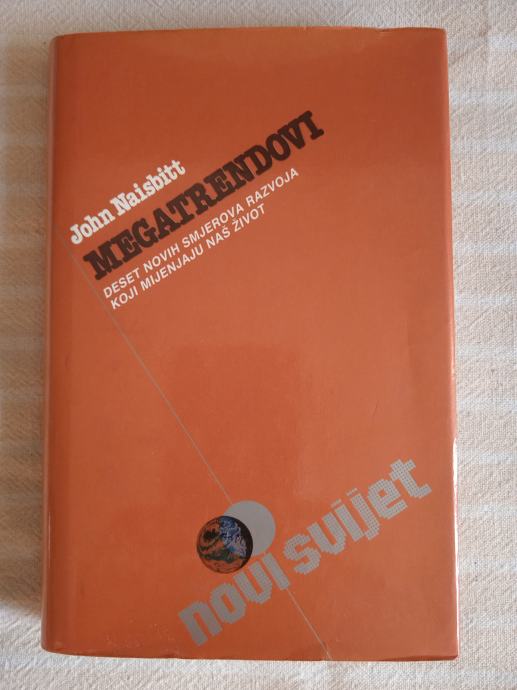 John Naisbitt
MEGATRENDOVI
DESET NOVIH SMJEROVA RAZVOJA
KOJI MIJENJAJU NAŠ ŽIVOT
novi svijet